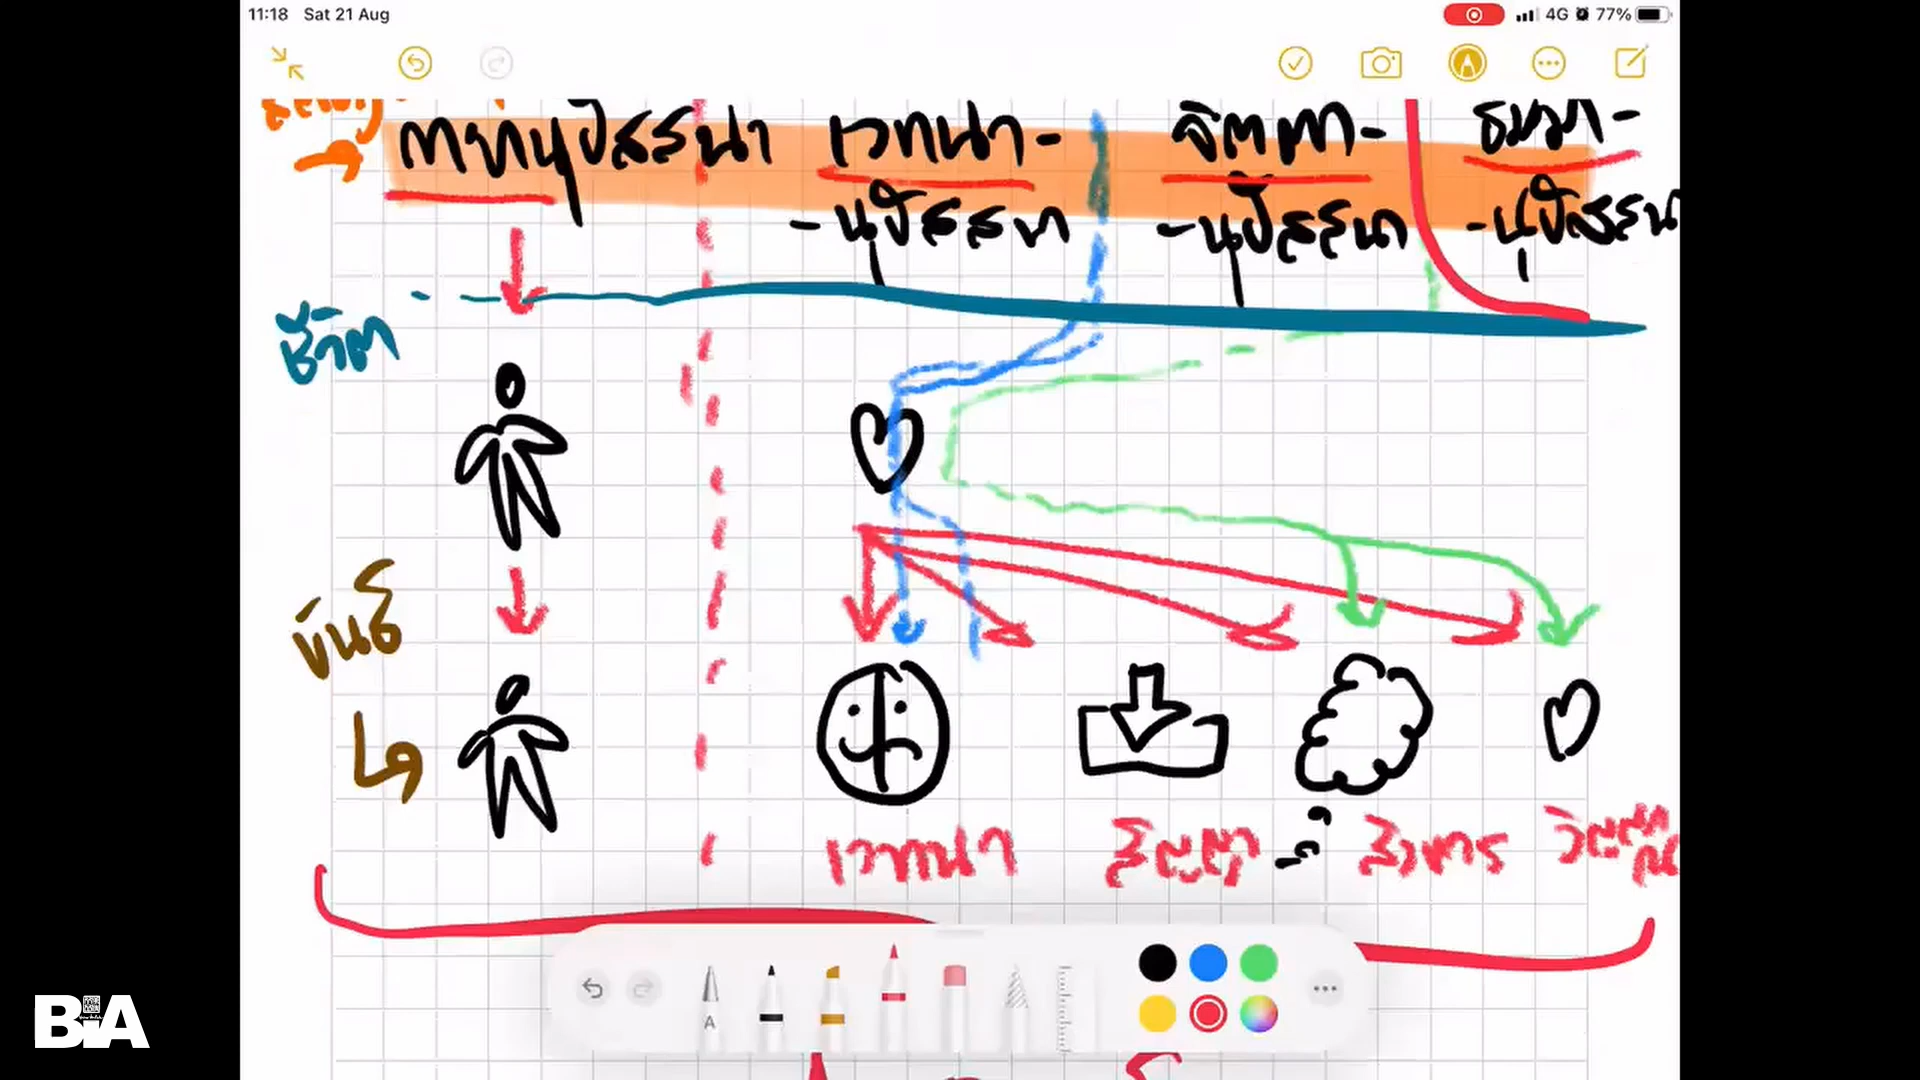 11:18 Sat 21 Aug 4G 77%
กายานุปัสสนา เวทนา- จิตตา- ธมมา-
-นุปัสสนา -นุปัสสนา -นุปัสสนา
ชีวิต
ขันธ์
เวทนา สัญญา สังขาร วิญญาณ
A
BIA